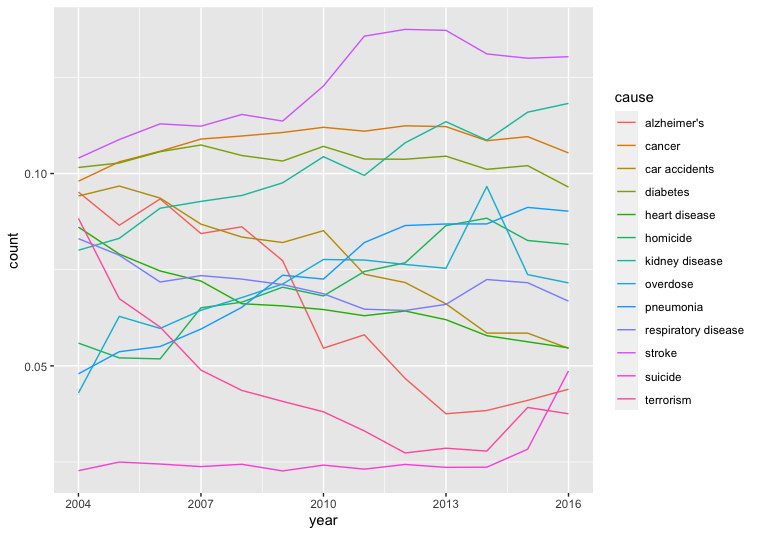 0.10
0.05
count
2004 2007 2010 2013 2016
year
cause
alzheimer's
cancer
car accidents
diabetes
heart disease
homicide
kidney disease
overdose
pneumonia
respiratory disease
stroke
suicide
terrorism